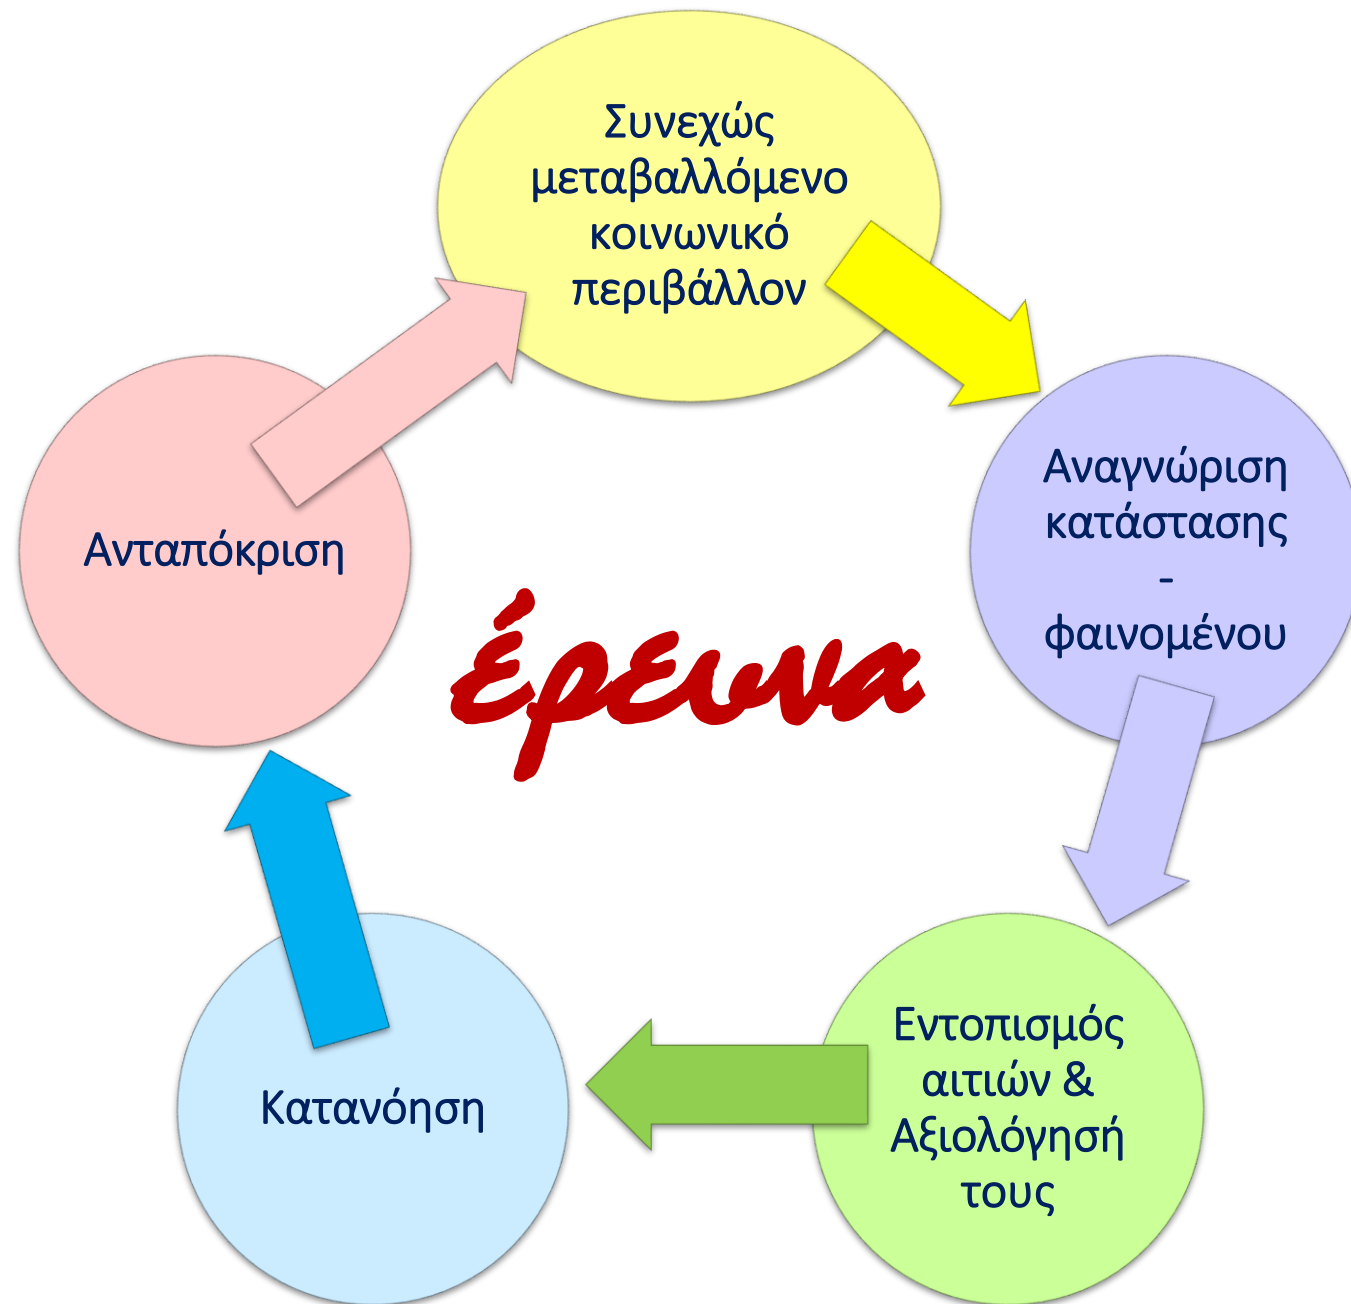 Συνεχώς
μεταβαλλόμενο
κοινωνικό
περιβάλλον
Αναγνώριση
κατάστασης
-
φαινομένου
Εντοπισμός
αιτιών &
Αξιολόγησή
τους
Κατανόηση
Ανταπόκριση
έρευνα